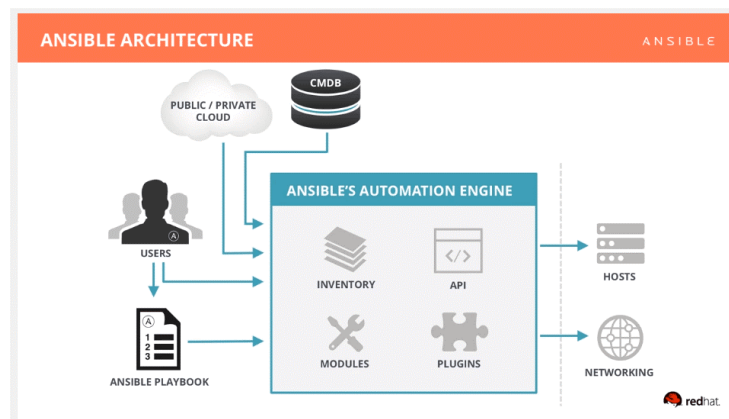 ANSIBLE ARCHITECTURE
ANSIBLE
CMDB
PUBLIC / PRIVATE
CLOUD
ANSIBLE'S AUTOMATION ENGINE
USERS
INVENTORY
API
</>
HOSTS
1
2
3
MODULES
PLUGINS
NETWORKING
ANSIBLE PLAYBOOK
redhat.